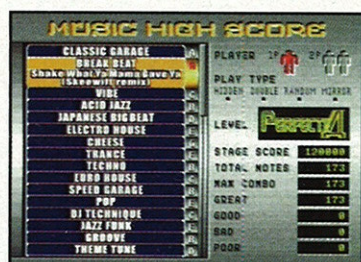 MUSIC HIGH SCORE
CLASSIC GARAGE
BREAK BEAT
Shake What Ya Mama Gave Ya
(Skeewiff remix)
VIBE
ACID JAZZ
JAPANESE BIGBEAT
ELECTRO HOUSE
CHEESE
TRANCE
TECHNO
EURO HOUSE
SPEED GARAGE
POP
DJ TECHNIQUE
JAZZ FUNK
GROOVE
THEME TUNE
PLAYER 1P 2P
PLAY TYPE
HIDDEN DOUBLE RANDOM MIRROR
LEVEL PERFECT A
STAGE SCORE 120800
TOTAL NOTES 173
MAX COMBO 173
GREAT 173
GOOD 0
BAD 0
POOR 0